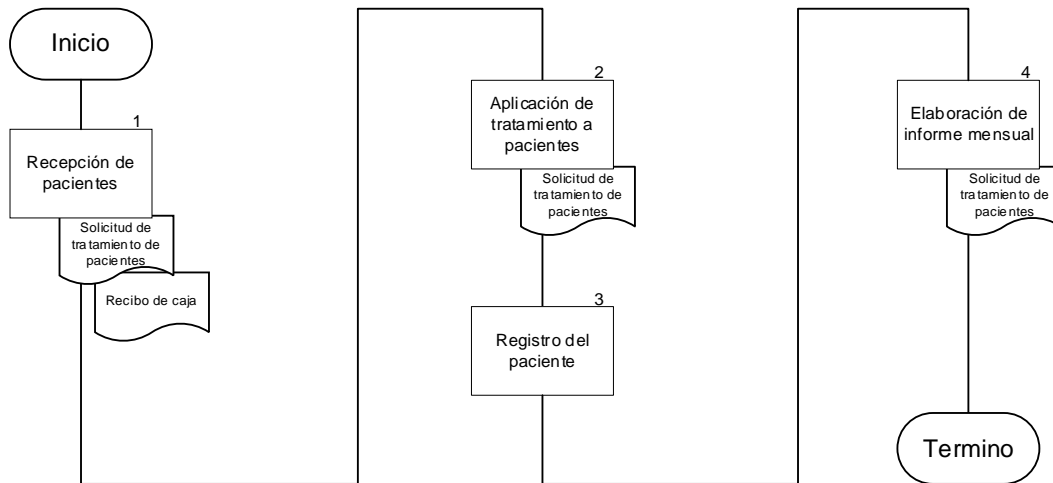 Inicio
1
Recepción de
pacientes
Solicitud de
tratamiento de
pacientes
Recibo de caja
2
Aplicación de
tratamiento a
pacientes
Solicitud de
tratamiento de
pacientes
3
Registro del
paciente
4
Elaboración de
informe mensual
Solicitud de
tratamiento de
pacientes
Termino